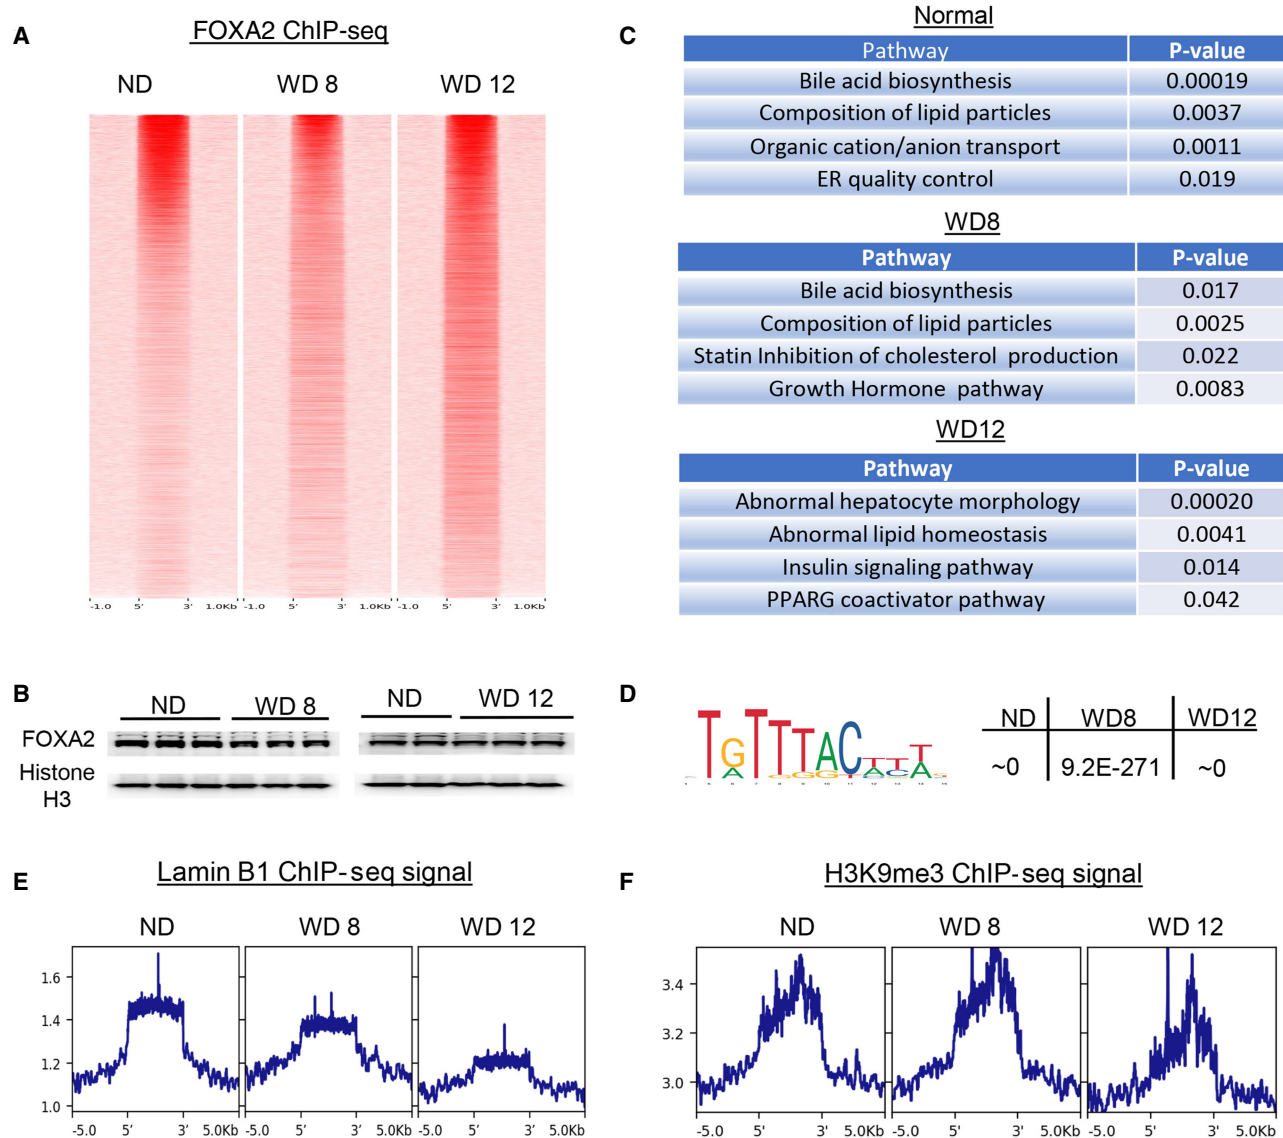 A
FOXA2 ChIP-seq
ND WD 8 WD 12
-1.0 5' 3' 1.0Kb -1.0 5' 3' 1.0Kb -1.0 5' 3' 1.0Kb
B
ND WD 8 ND WD 12
FOXA2
Histone
H3
C
Normal
Pathway P-value
Bile acid biosynthesis 0.00019
Composition of lipid particles 0.0037
Organic cation/anion transport 0.0011
ER quality control 0.019
WD8
Pathway P-value
Bile acid biosynthesis 0.017
Composition of lipid particles 0.0025
Statin Inhibition of cholesterol production 0.022
Growth Hormone pathway 0.0083
WD12
Pathway P-value
Abnormal hepatocyte morphology 0.00020
Abnormal lipid homeostasis 0.0041
Insulin signaling pathway 0.014
PPARG coactivator pathway 0.042
D
TGTTTACTTT
A GGG ACA
ND WD8 WD12
~0 9.2E-271 ~0
E
Lamin B1 ChIP-seq signal
ND WD 8 WD 12
1.6
1.4
1.2
1.0
-5.0 5' 3' 5.0Kb -5.0 5' 3' 5.0Kb -5.0 5' 3' 5.0Kb
F
H3K9me3 ChIP-seq signal
ND WD 8 WD 12
3.4
3.2
3.0
-5.0 5' 3' 5.0Kb -5.0 5' 3' 5.0Kb -5.0 5' 3' 5.0Kb